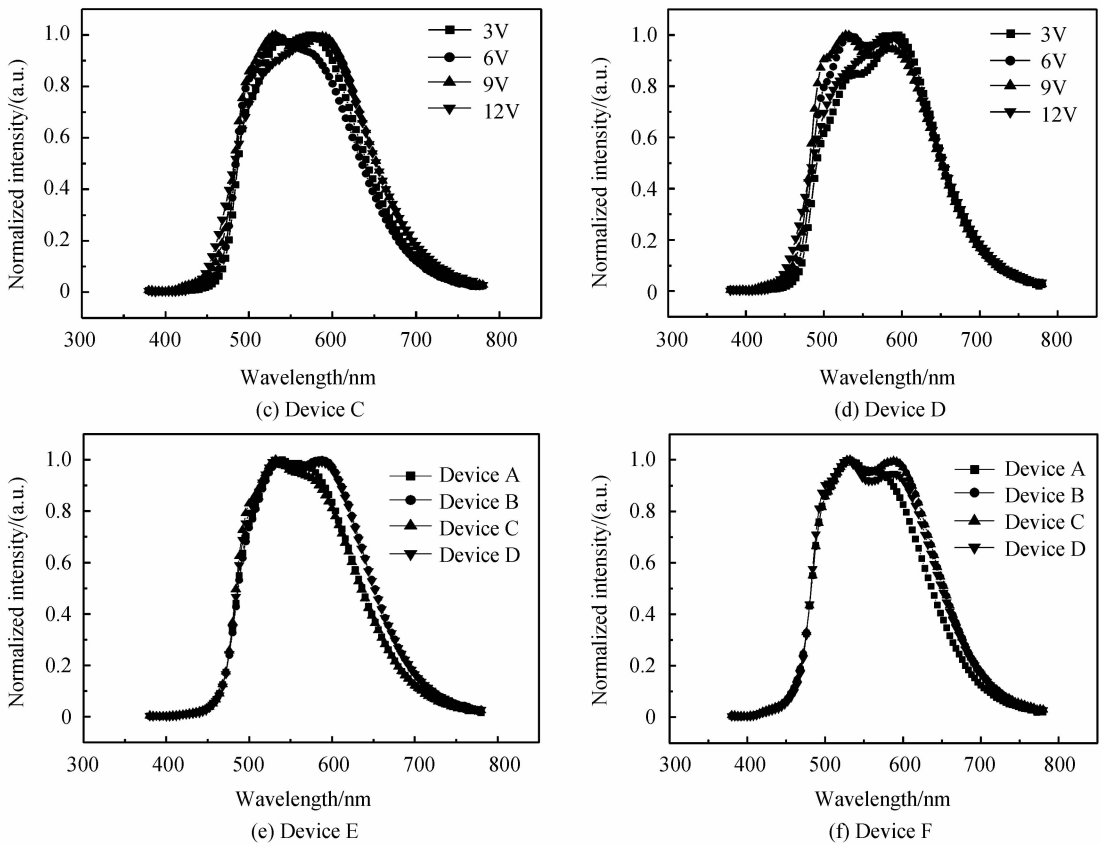 Normalized intensity/(a.u.)
1.0
0.8
0.6
0.4
0.2
0
3V
6V
9V
12V
300 400 500 600 700 800
Wavelength/nm
(c) Device C
Normalized intensity/(a.u.)
1.0
0.8
0.6
0.4
0.2
0
3V
6V
9V
12V
300 400 500 600 700 800
Wavelength/nm
(d) Device D
Normalized intensity/(a.u.)
1.0
0.8
0.6
0.4
0.2
0
Device A
Device B
Device C
Device D
300 400 500 600 700 800
Wavelength/nm
(e) Device E
Normalized intensity/(a.u.)
1.0
0.8
0.6
0.4
0.2
0
Device A
Device B
Device C
Device D
300 400 500 600 700 800
Wavelength/nm
(f) Device F